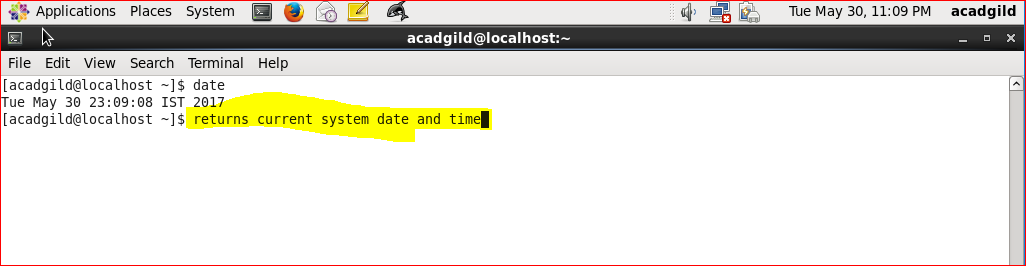 Applications Places System Tue May 30, 11:09 PM acadgild
acadgild@localhost:~
File Edit View Search Terminal Help
[acadgild@localhost ~]$ date
Tue May 30 23:09:08 IST 2017
[acadgild@localhost ~]$ returns current system date and time